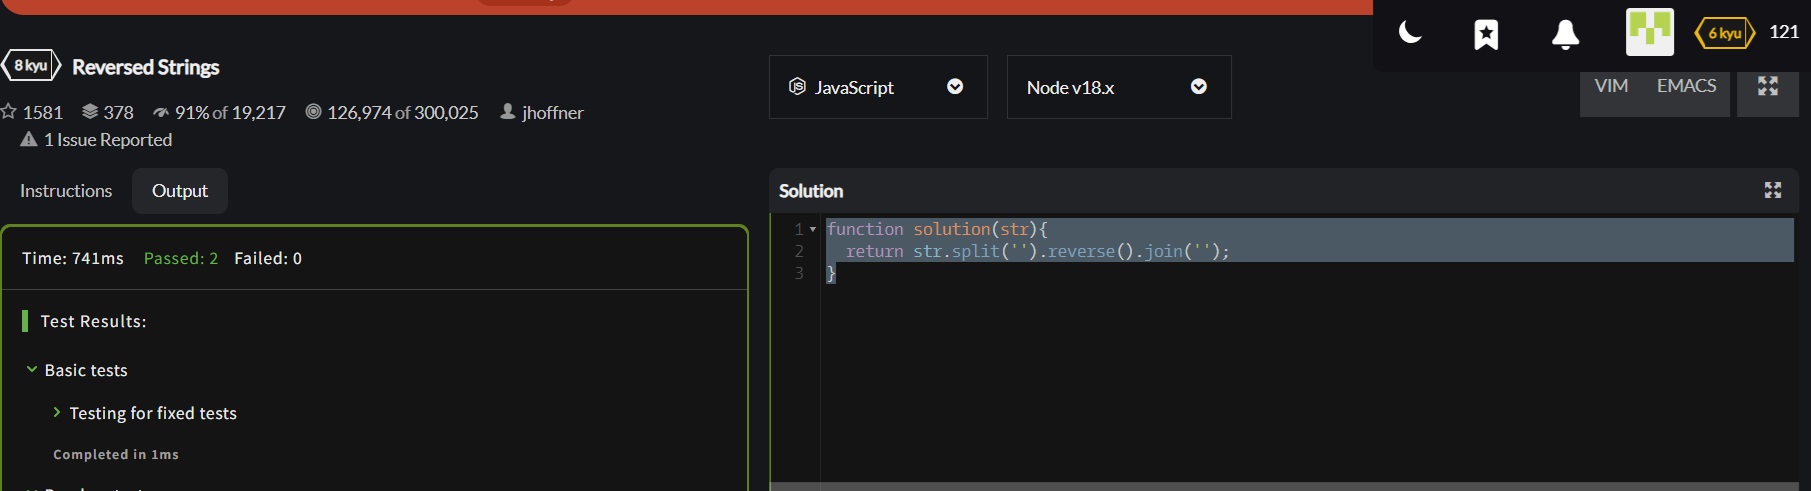 6 kyu 121
8 kyu Reversed Strings
JavaScript Node v18.x VIM EMACS
1581 378 91% of 19,217 126,974 of 300,025 jhoffner
1 Issue Reported
Instructions Output
Solution
1 function solution(str){
2 return str.split('').reverse().join('');
3 }
Time: 741ms Passed: 2 Failed: 0
Test Results:
Basic tests
Testing for fixed tests
Completed in 1ms